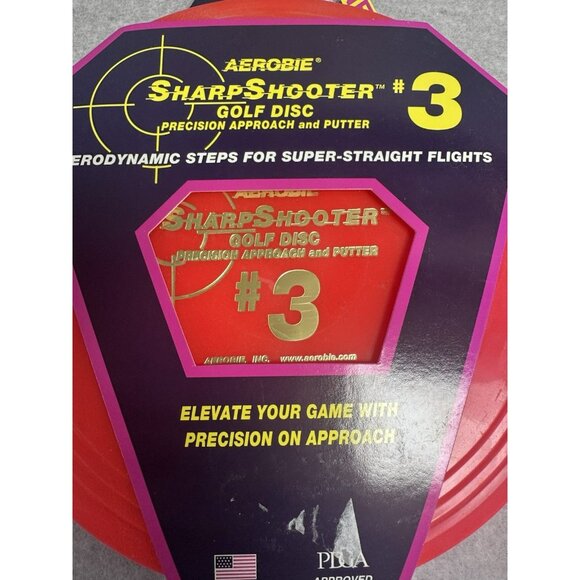 AEROBIE®
SHARPSHOOTER™ #3
GOLF DISC
PRECISION APPROACH and PUTTER
ERODYNAMIC STEPS FOR SUPER-STRAIGHT FLIGHTS
AEROBIE
SHARPSHOOTER™
GOLF DISC
PRECISION APPROACH and PUTTER
#3
AEROBIE, INC. www.aerobie.com
ELEVATE YOUR GAME WITH
PRECISION ON APPROACH
PDGA
APPROVED